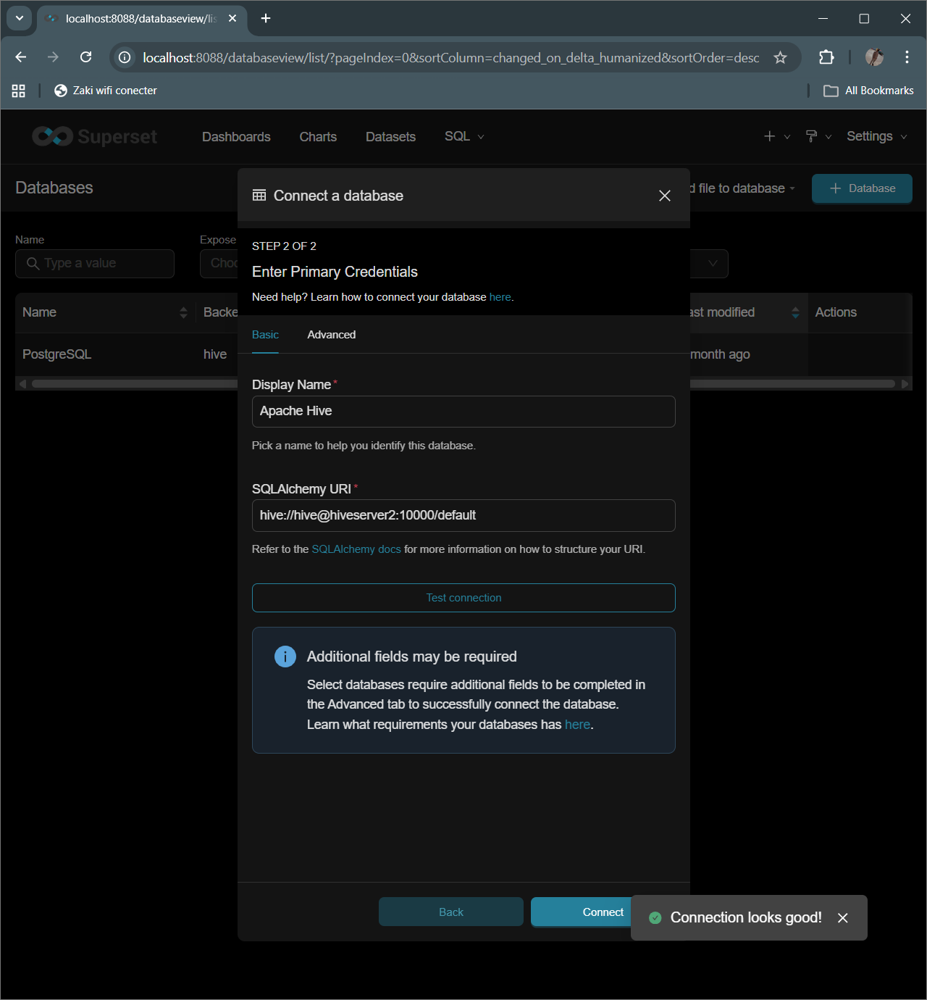 localhost:8088/databaseview/lis
localhost:8088/databaseview/list/?pageIndex=0&sortColumn=changed_on_delta_humanized&sortOrder=desc
Zaki wifi conecter
All Bookmarks
Superset
Dashboards
Charts
Datasets
SQL
Settings
Databases
d file to database
Database
Name
Type a value
Expose
Choo
Name
Backe
ast modified
Actions
PostgreSQL
hive
month ago
Connect a database
STEP 2 OF 2
Enter Primary Credentials
Need help? Learn how to connect your database here.
Basic
Advanced
Display Name*
Apache Hive
Pick a name to help you identify this database.
SQLAlchemy URI*
hive://hive@hiveserver2:10000/default
Refer to the SQLAlchemy docs for more information on how to structure your URI.
Test connection
Additional fields may be required
Select databases require additional fields to be completed in
the Advanced tab to successfully connect the database.
Learn what requirements your databases has here.
Back
Connect
Connection looks good!